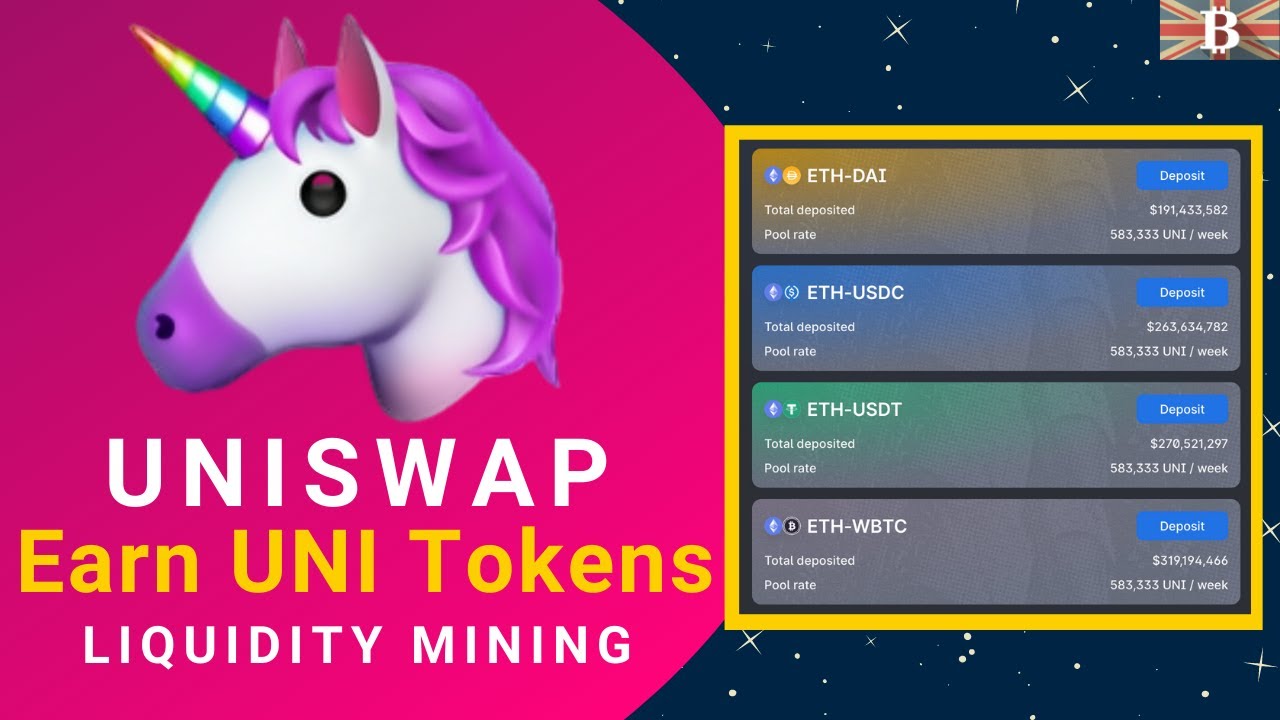 UNISWAP
Earn UNI Tokens
LIQUIDITY MINING
ETH-DAI
Deposit
Total deposited $191,433,582
Pool rate 583,333 UNI / week
ETH-USDC
Deposit
Total deposited $263,634,782
Pool rate 583,333 UNI / week
ETH-USDT
Deposit
Total deposited $270,521,297
Pool rate 583,333 UNI / week
ETH-WBTC
Deposit
Total deposited $319,194,466
Pool rate 583,333 UNI / week